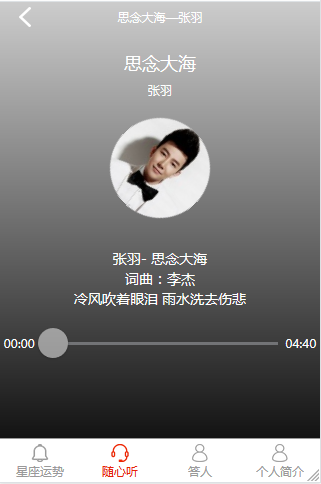 思念大海—张羽
思念大海
张羽
张羽- 思念大海
词曲：李杰
冷风吹着眼泪 雨水洗去伤悲
00:00 04:40
星座运势 随心听 答人 个人简介